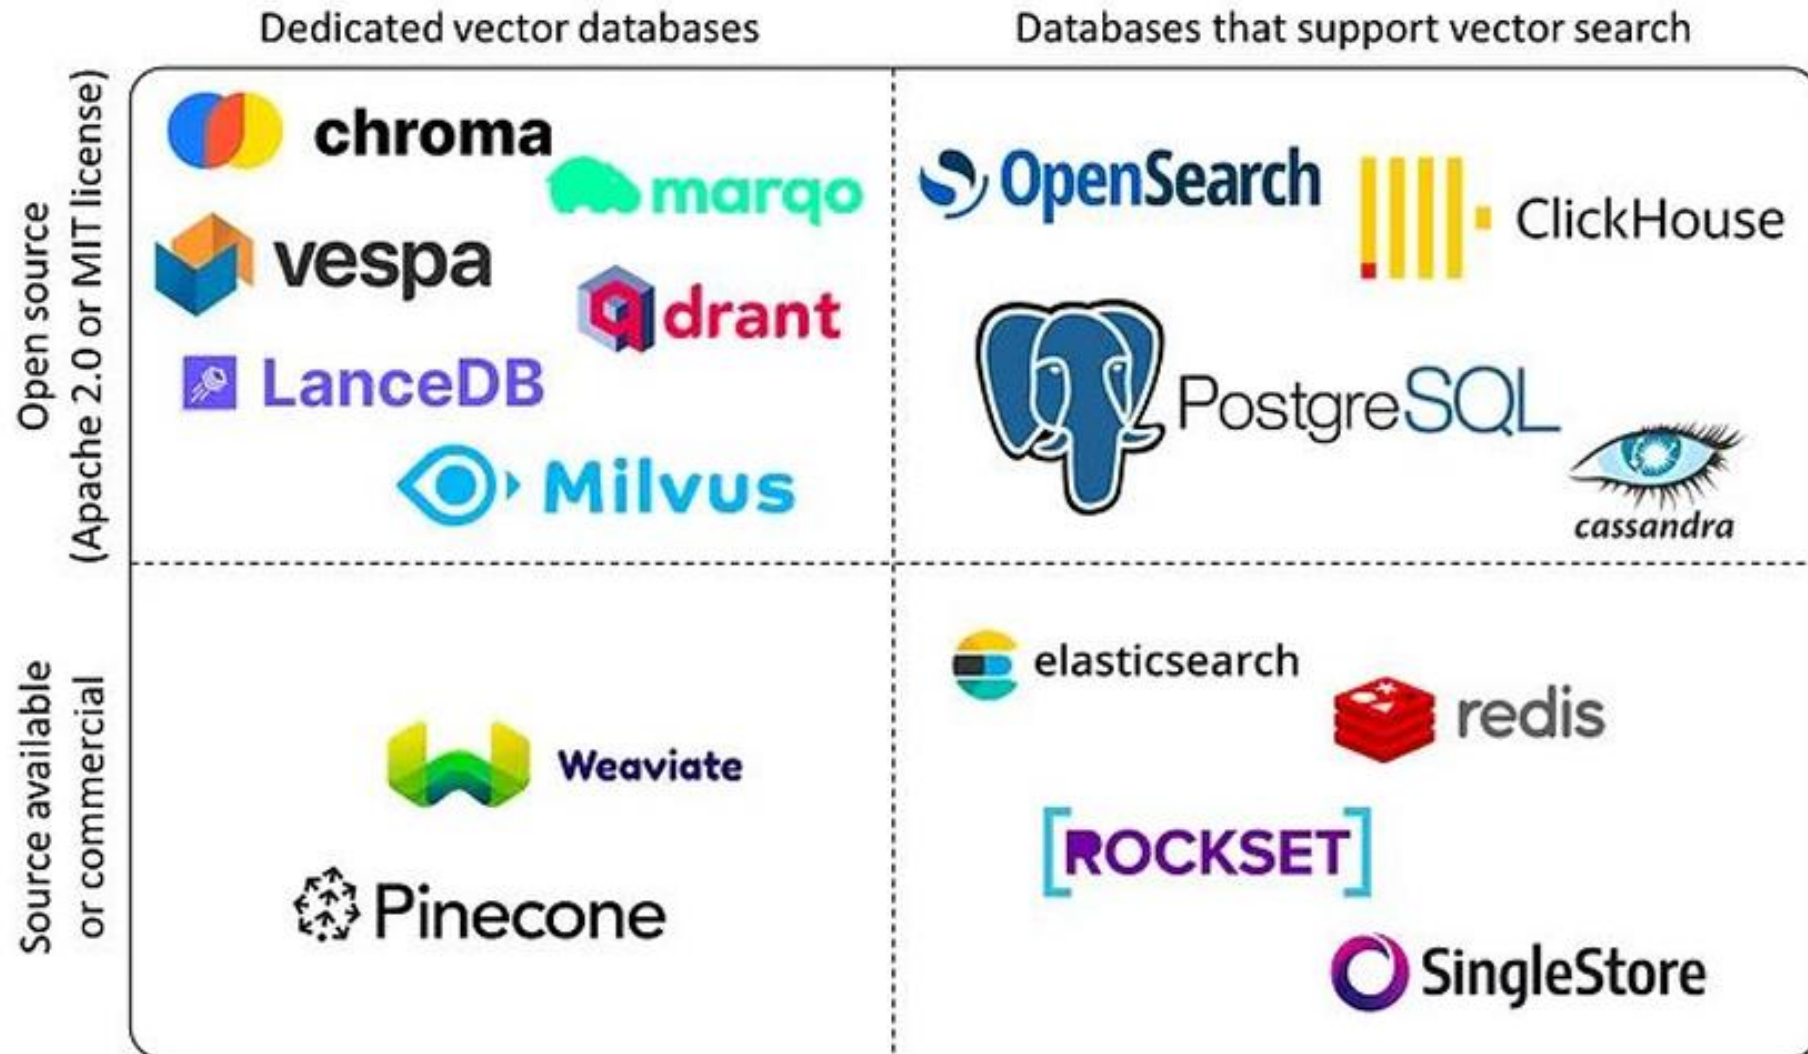 Dedicated vector databases
Databases that support vector search
Open source
(Apache 2.0 or MIT license)
chroma
marqo
vespa
qdrant
LanceDB
Milvus
OpenSearch
ClickHouse
PostgreSQL
cassandra
Source available
or commercial
Weaviate
Pinecone
elasticsearch
redis
[ROCKSET]
SingleStore